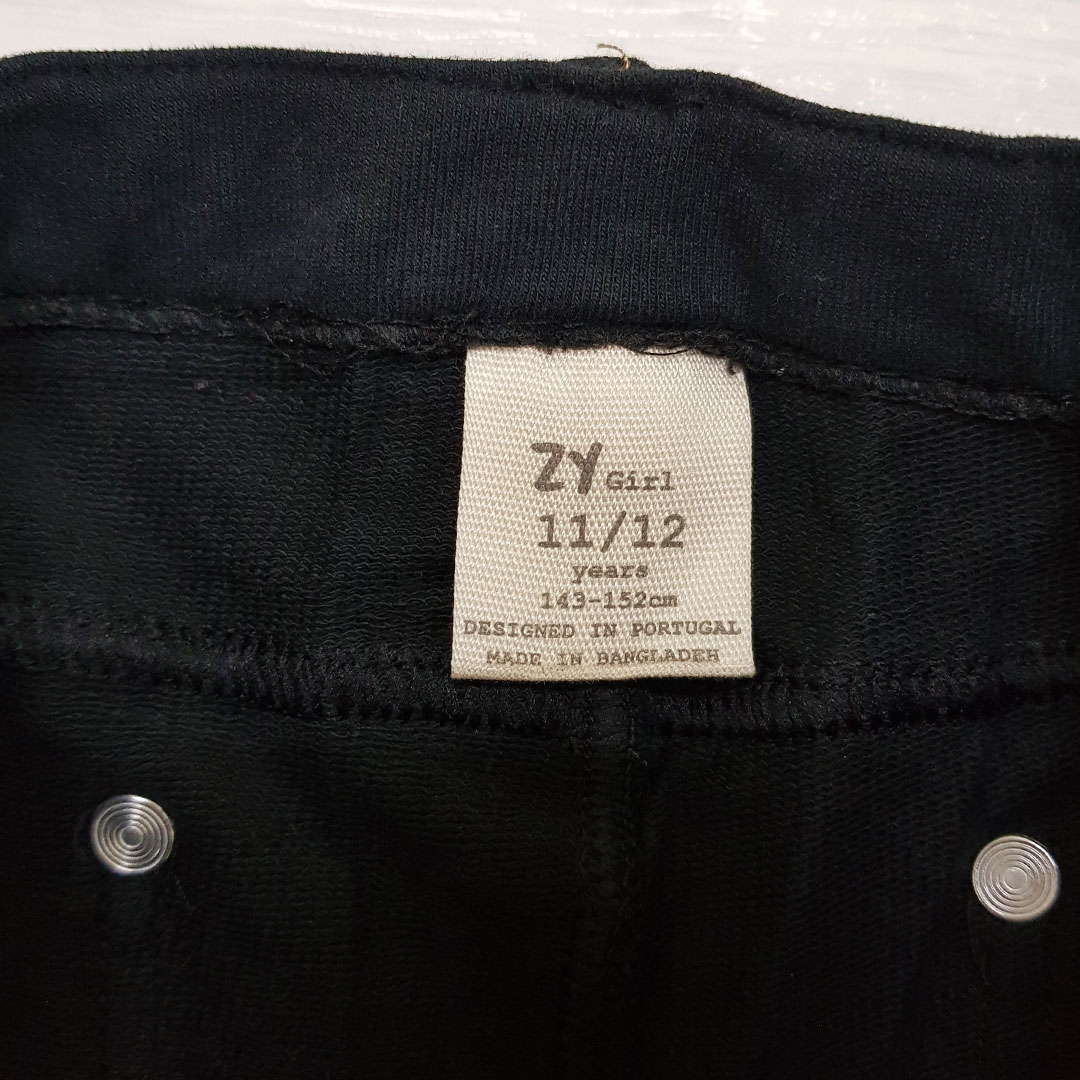 ZY Girl
11/12
years
143-152cm
DESIGNED IN PORTUGAL
MADE IN BANGLADEH